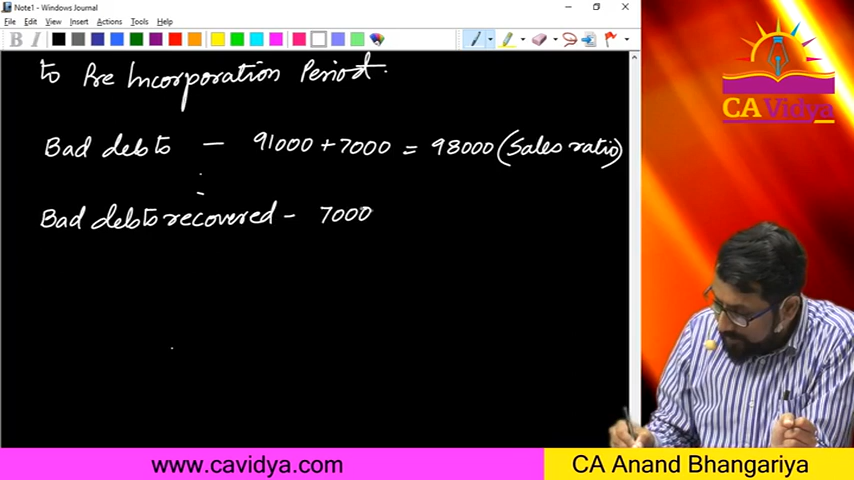 Note1 - Windows Journal
File Edit View Insert Actions Tools Help
B I
to Pre Incorporation Period.
Bad debts — 91000 + 7000 = 98000 (Sales ratio)
Bad debts recovered - 7000
CA Vidya
www.cavidya.com
CA Anand Bhangariya